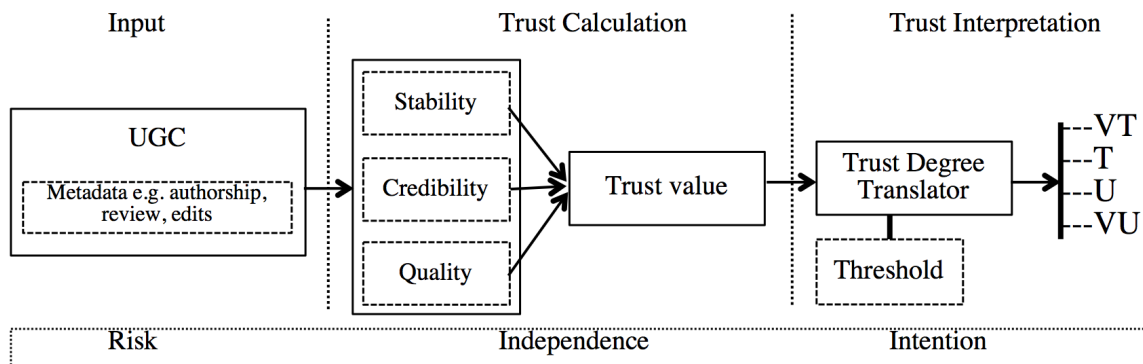 Input
Trust Calculation
Trust Interpretation
UGC
Metadata e.g. authorship,
review, edits
Stability
Credibility
Quality
Trust value
Trust Degree
Translator
Threshold
VT
T
U
VU
Risk
Independence
Intention